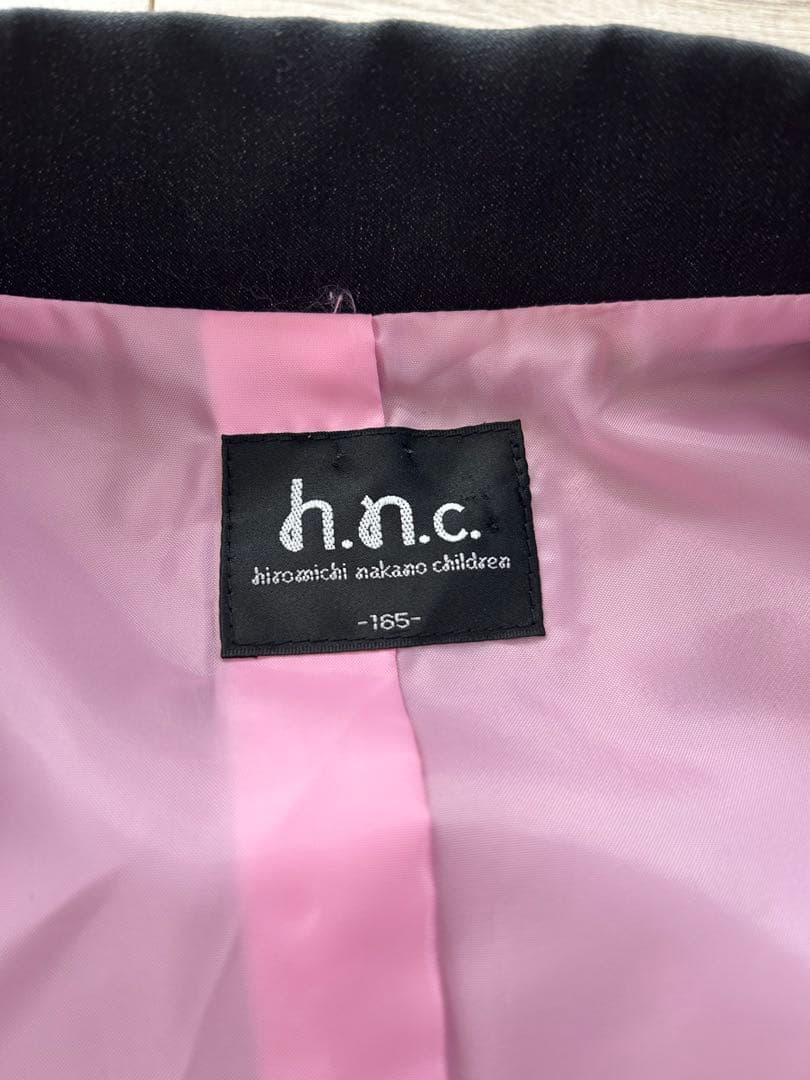 h.n.c.
hiromichi nakano children
-165-